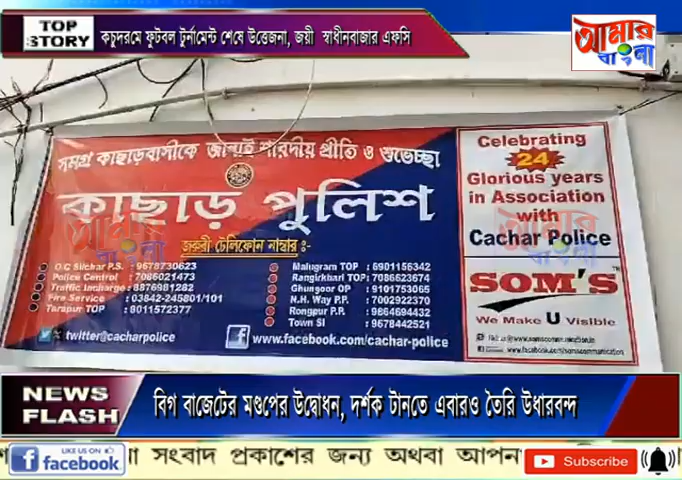 TOP STORY
কচুদরমে ফুটবল টুর্নামেন্ট শেষে উত্তেজনা, জয়ী স্বাধীনবাজার এফসি
আমার বাংলা
সমগ্র কাছাড়বাসীকে জানাই শারদীয় প্রীতি ও শুভেচ্ছা
কাছাড় পুলিশ
জরুরী টেলিফোন নাম্বার ঃ-
O.C Silchar P.S. : 9678730623
Police Control : 7086021473
Traffic Incharge : 8876981282
Fire Service : 03842-245801/101
Tarapur TOP : 6011572377
Malugram TOP : 6901156342
Rangirkhari TOP : 7086623674
Ghungoor OP : 9101753065
N.H. Way P.P. : 7002922370
Rongpur P.P. : 9864694432
Town SI : 9678442521
twitter@cacharpolice
www.facebook.com/cachar-police
Celebrating
24
Glorious years
in Association
with
Cachar Police
SOM'S
We Make U Visible
NEWS FLASH
বিগ বাজেটের মণ্ডপের উদ্বোধন, দর্শক টানতে এবারও তৈরি উধারবন্দ
LIKE US ON
facebook
সংবাদ প্রকাশের জন্য অথবা আপন
Subscribe